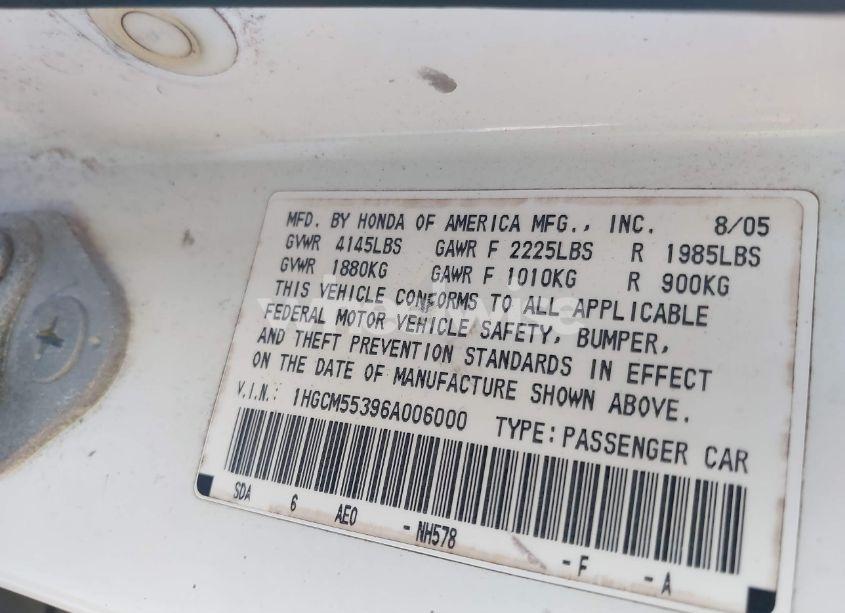 MFD. BY HONDA OF AMERICA MFG., INC. 8/05
GVWR 4145LBS GAWR F 2225LBS R 1985LBS
GVWR 1880KG GAWR F 1010KG R 900KG
THIS VEHICLE CONFORMS TO ALL APPLICABLE
FEDERAL MOTOR VEHICLE SAFETY, BUMPER,
AND THEFT PREVENTION STANDARDS IN EFFECT
ON THE DATE OF MANUFACTURE SHOWN ABOVE.
V.I.N.: 1HGCM55396A006000 TYPE:PASSENGER CAR
SDA 6 AE0 -NH578 -F -A